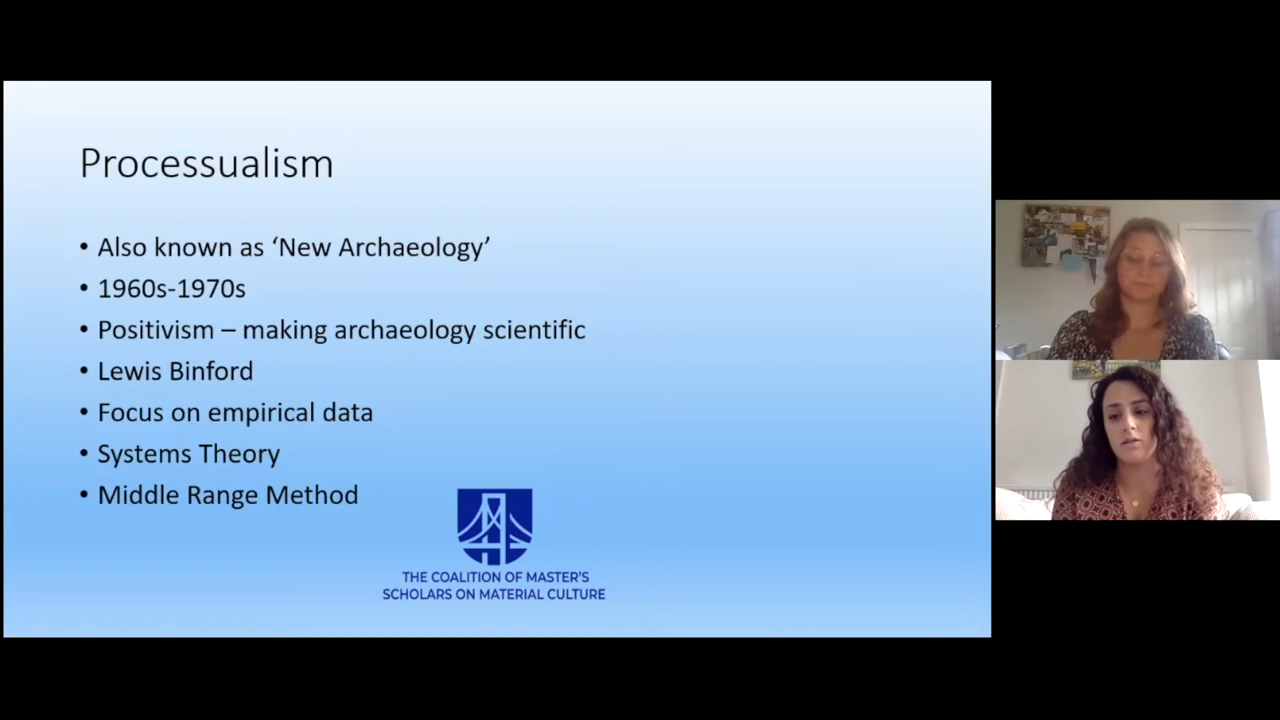 Processualism
• Also known as ‘New Archaeology’
• 1960s-1970s
• Positivism – making archaeology scientific
• Lewis Binford
• Focus on empirical data
• Systems Theory
• Middle Range Method
THE COALITION OF MASTER'S
SCHOLARS ON MATERIAL CULTURE